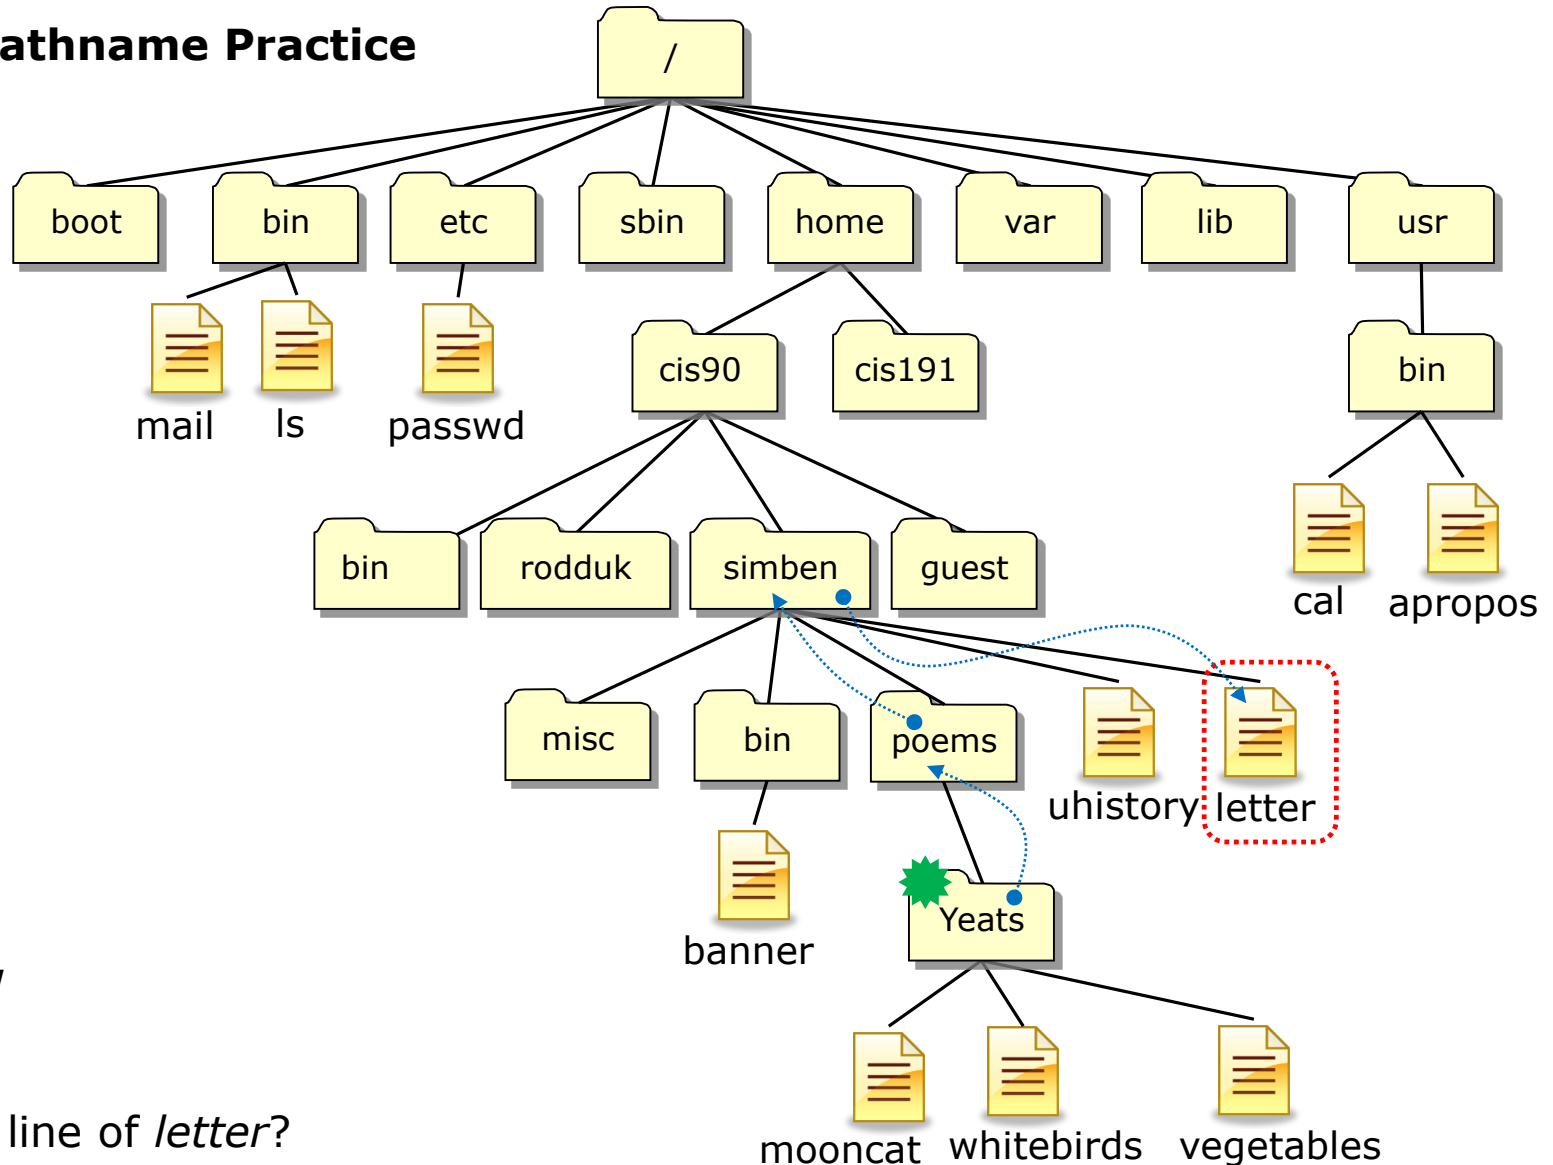 athname Practice
/
boot bin etc sbin home var lib usr
mail ls passwd
cis90 cis191 bin
cal apropos
bin rodduk simben guest
misc bin poems
uhistory letter
banner
Yeats
mooncat whitebirds vegetables
line of letter?